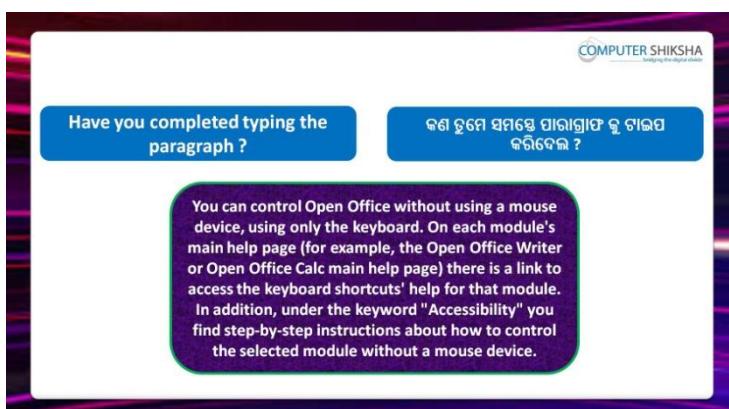 COMPUTER SHIKSHA
bridging the digital divide
Have you completed typing the
paragraph ?
କଣ ତୁମେ ସମସ୍ତେ ପାରାଗ୍ରାଫ କୁ ଟାଇପ
କରିଦେଲ ?
You can control Open Office without using a mouse
device, using only the keyboard. On each module's
main help page (for example, the Open Office Writer
or Open Office Calc main help page) there is a link to
access the keyboard shortcuts' help for that module.
In addition, under the keyword "Accessibility" you
find step-by-step instructions about how to control
the selected module without a mouse device.